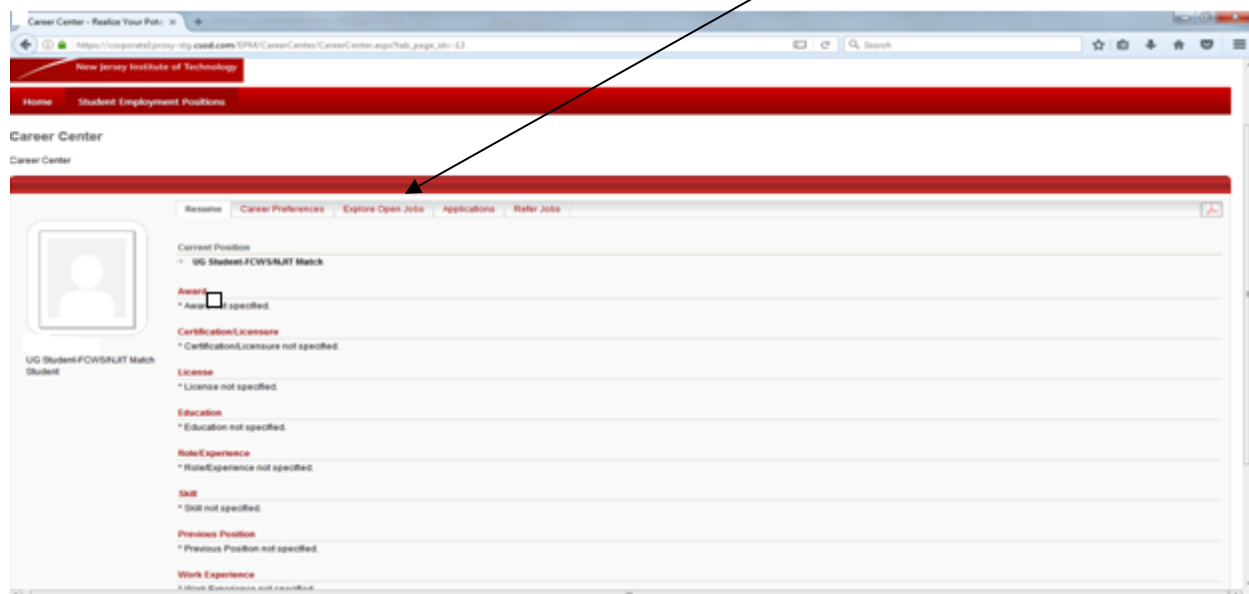 Career Center - Realize Your Pote
https://corporate1proxy-stg.csod.com/EPM/CareerCenter/CareerCenter.aspx?tab_page_id=-13
Search
New Jersey Institute of Technology
Home Student Employment Positions
Career Center
Career Center
Resume Career Preferences Explore Open Jobs Applications Refer Jobs
Current Position
UG Student-FCWS/NJIT Match
Award
* Award specified.
Certification/Licensure
* Certification/Licensure not specified.
UG Student-FCWS/NJIT Match
Student
License
* License not specified.
Education
* Education not specified.
Role/Experience
* Role/Experience not specified.
Skill
* Skill not specified.
Previous Position
* Previous Position not specified.
Work Experience
* Work Experience not specified.